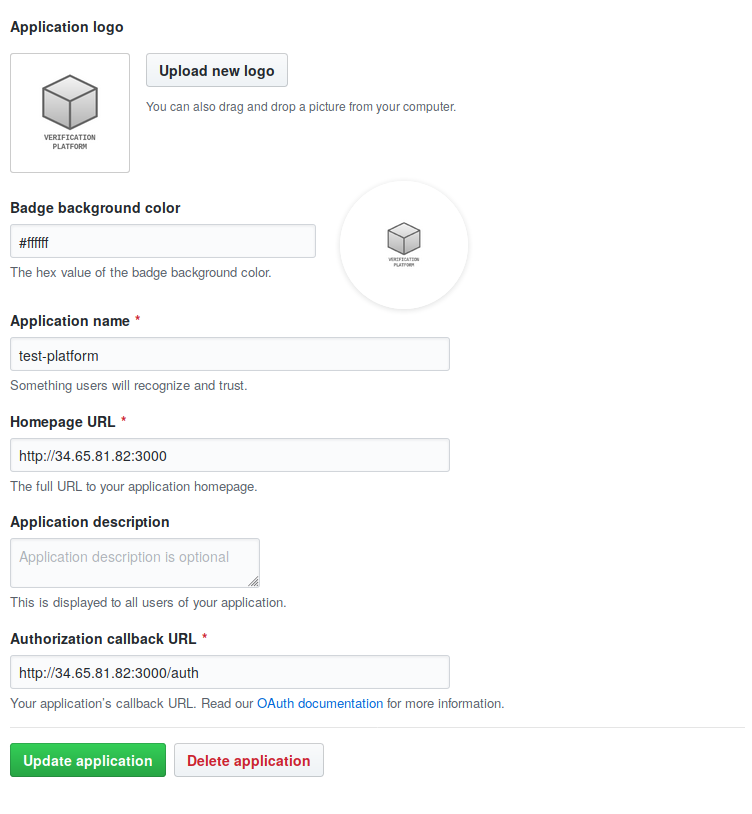 Application logo
VERIFICATION
PLATFORM
Upload new logo
You can also drag and drop a picture from your computer.
Badge background color
#ffffff
The hex value of the badge background color.
VERIFICATION
PLATFORM
Application name *
test-platform
Something users will recognize and trust.
Homepage URL *
http://34.65.81.82:3000
The full URL to your application homepage.
Application description
Application description is optional
This is displayed to all users of your application.
Authorization callback URL *
http://34.65.81.82:3000/auth
Your application's callback URL. Read our OAuth documentation for more information.
Update application
Delete application